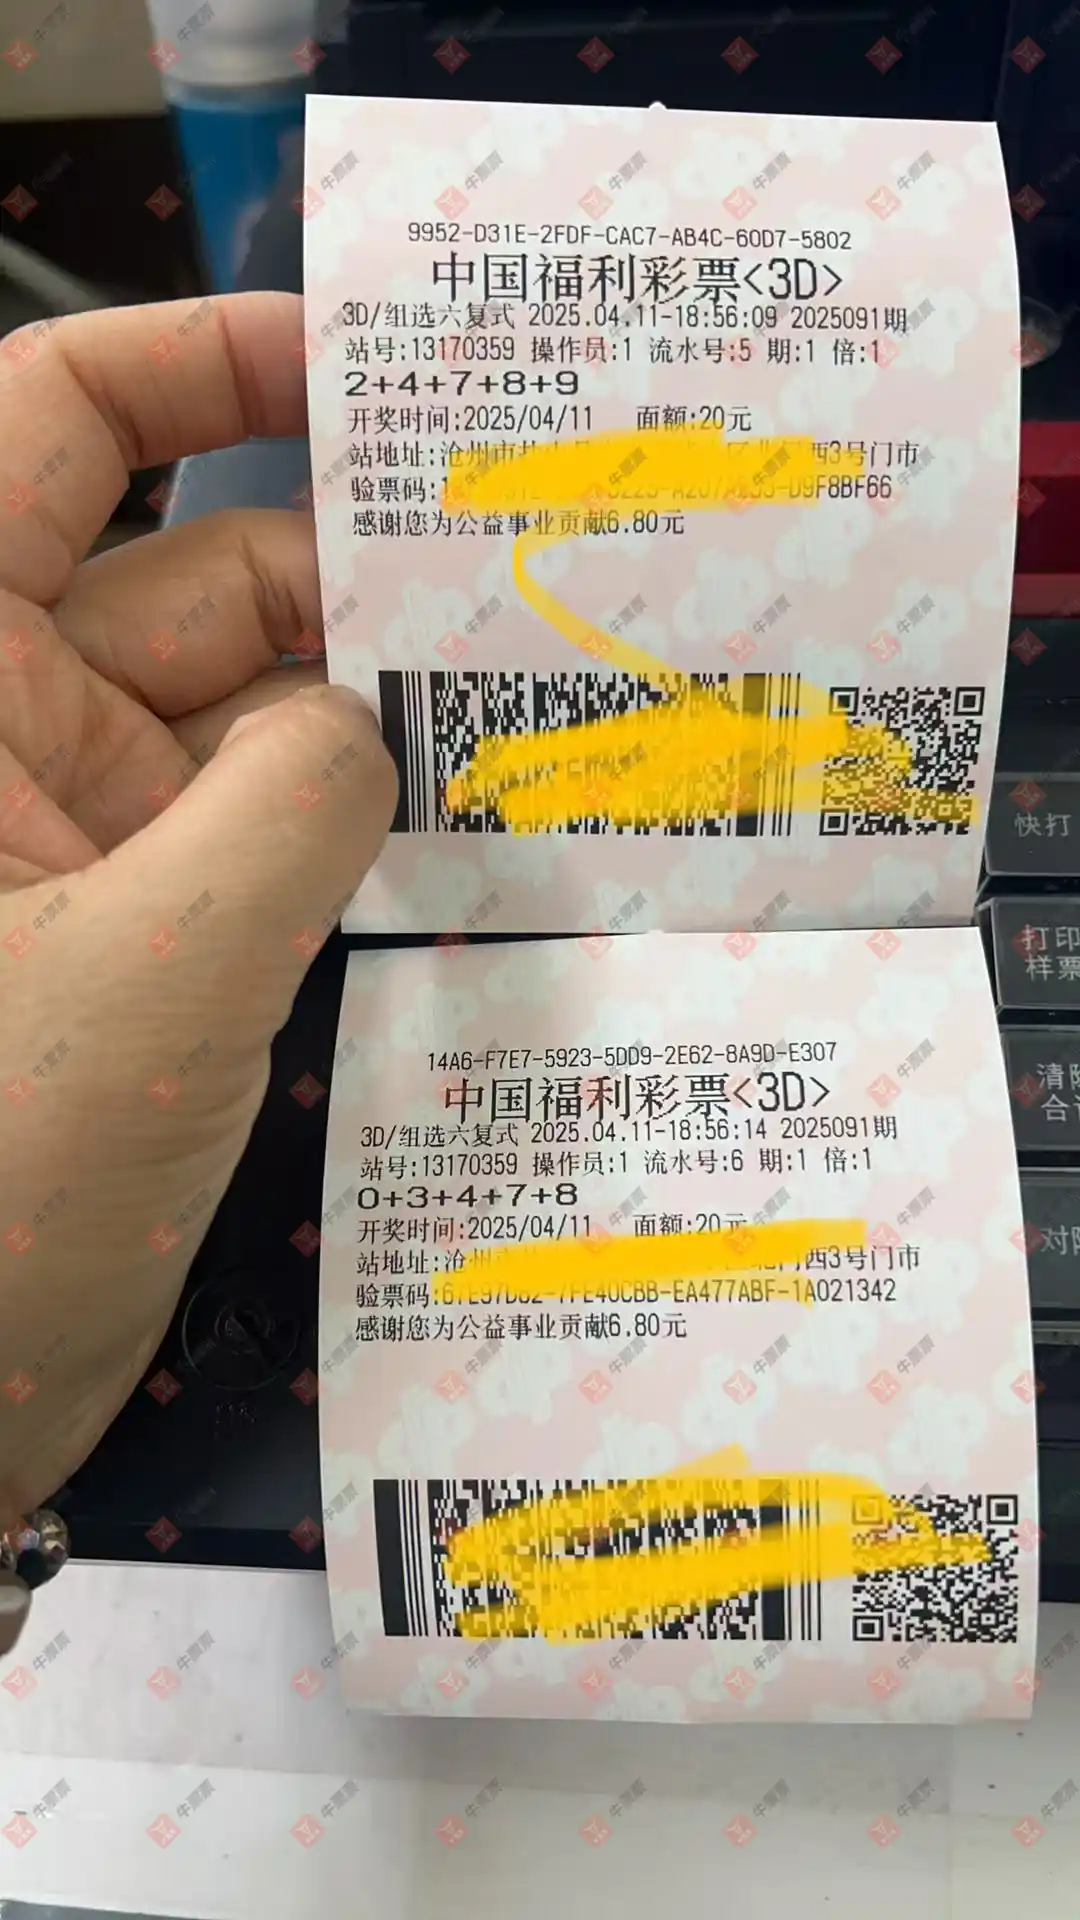 9952-D31E-2FDF-CAC7-AB4C-60D7-5802
中国福利彩票<3D>
3D/组选六复式 2025.04.11-18:56:09 2025091期
站号:13170359 操作员:1 流水号:5 期:1 倍:1
2+4+7+8+9
开奖时间:2025/04/11 面额:20元
站地址:沧州市 西3号门市
验票码: D9F8BF66
感谢您为公益事业贡献6.80元
快打
打印
样票
14A6-F7E7-5923-5DD9-2E62-8A9D-E307
中国福利彩票<3D>
3D/组选六复式 2025.04.11-18:56:14 2025091期
站号:13170359 操作员:1 流水号:6 期:1 倍:1
0+3+4+7+8
开奖时间:2025/04/11 面额:20元
站地址:沧州 西3号门市
验票码: EA477ABF-1A021342
感谢您为公益事业贡献6.80元
清
合
对
牛票票